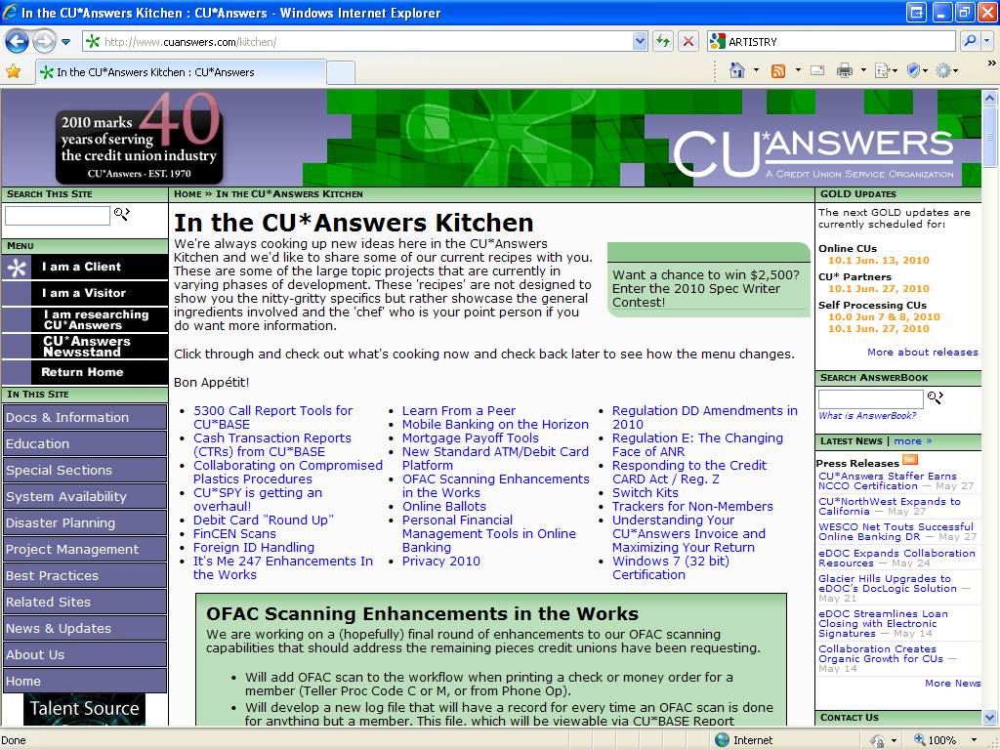 In the CU*Answers Kitchen : CU*Answers - Windows Internet Explorer
http://www.cuanswers.com/kitchen/
ARTISTRY
In the CU*Answers Kitchen : CU*Answers
2010 marks 40
years of serving
the credit union industry
CU*Answers - EST. 1970
CU*ANSWERS
A CREDIT UNION SERVICE ORGANIZATION
SEARCH THIS SITE
MENU
I am a Client
I am a Visitor
I am researching
CU*Answers
CU*Answers
Newsstand
Return Home
IN THIS SITE
Docs & Information
Education
Special Sections
System Availability
Disaster Planning
Project Management
Best Practices
Related Sites
News & Updates
About Us
Home
Talent Source
HOME » IN THE CU*ANSWERS KITCHEN
In the CU*Answers Kitchen
We're always cooking up new ideas here in the CU*Answers
Kitchen and we'd like to share some of our current recipes with you.
These are some of the large topic projects that are currently in
varying phases of development. These 'recipes' are not designed to
show you the nitty-gritty specifics but rather showcase the general
ingredients involved and the 'chef' who is your point person if you
do want more information.
Want a chance to win $2,500?
Enter the 2010 Spec Writer
Contest!
Click through and check out what's cooking now and check back later to see how the menu changes.
Bon Appétit!
• 5300 Call Report Tools for
CU*BASE
• Cash Transaction Reports
(CTRs) from CU*BASE
• Collaborating on Compromised
Plastics Procedures
• CU*SPY is getting an
overhaul!
• Debit Card "Round Up"
• FinCEN Scans
• Foreign ID Handling
• It's Me 247 Enhancements In
the Works
• Learn From a Peer
• Mobile Banking on the Horizon
• Mortgage Payoff Tools
• New Standard ATM/Debit Card
Platform
• OFAC Scanning Enhancements
in the Works
• Online Ballots
• Personal Financial
Management Tools in Online
Banking
• Privacy 2010
• Regulation DD Amendments in
2010
• Regulation E: The Changing
Face of ANR
• Responding to the Credit
CARD Act / Reg. Z
• Switch Kits
• Trackers for Non-Members
• Understanding Your
CU*Answers Invoice and
Maximizing Your Return
• Windows 7 (32 bit)
Certification
OFAC Scanning Enhancements in the Works
We are working on a (hopefully) final round of enhancements to our OFAC scanning
capabilities that should address the remaining pieces credit unions have been requesting.
• Will add OFAC scan to the workflow when printing a check or money order for a
member (Teller Proc Code C or M, or from Phone Op).
• Will develop a new log file that will have a record for every time an OFAC scan is done
for anything but a member. This file, which will be viewable via CU*BASE Report
GOLD UPDATES
The next GOLD updates are
currently scheduled for:
Online CUs
10.1 Jun. 13, 2010
CU* Partners
10.1 Jun. 27, 2010
Self Processing CUs
10.0 Jun 7 & 8, 2010
10.1 Jun. 27, 2010
More about releases
SEARCH ANSWERBOOK
What is AnswerBook?
LATEST NEWS | more »
Press Releases RSS
CU*Answers Staffer Earns
NCCO Certification — May 27
CU*NorthWest Expands to
California — May 27
WESCO Net Touts Successful
Online Banking DR — May 27
eDOC Expands Collaboration
Resources — May 24
Glacier Hills Upgrades to
eDOC's DocLogic Solution —
May 21
eDOC Streamlines Loan
Closing with Electronic
Signatures — May 14
Collaboration Creates
Organic Growth for CUs —
May 14
More News
CONTACT US
Done
Internet
100%